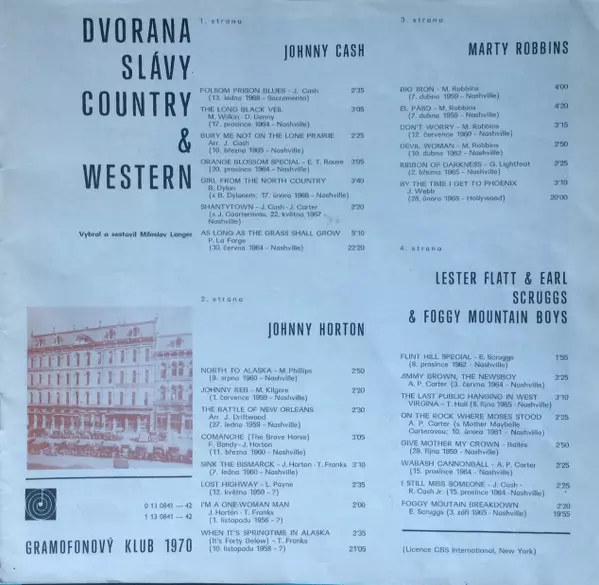 DVORANA
SLÁVY
COUNTRY
&
WESTERN
Vybral a sestavil Miloslav Langer
1. strana
JOHNNY CASH
FOLSOM PRISON BLUES - J. Cash 2'35
(13. ledna 1968 - Sacramento)
THE LONG BLACK VEIL 3'05
M. Wilkin - D. Denny
(17. prosince 1964 - Nashville)
BURY ME NOT ON THE LONE PRAIRIE 2'25
Arr. J. Cash
(10. března 1965 - Nashville)
ORANGE BLOSSOM SPECIAL - E. T. Rouse 3'05
(20. prosince 1964 - Nashville)
GIRL FROM THE NORTH COUNTRY 3'40
B. Dylan
(s B. Dylanem, 17. února 1969 - Nashville)
SHANTYTOWN - J. Cash - J. Carter 2'20
(s J. Caarterovou, 22. května 1967 -
Nashville)
AS LONG AS THE GRASS SHALL GROW 5'10
P. La Farge
(30. června 1964 - Nashville) 22'20
2. strana
JOHNNY HORTON
NORTH TO ALASKA - M. Phillips 2'50
(9. srpna 1960 - Nashville)
JOHNNY REB - M. Kilgore 2'20
(1. července 1959 - Nashville)
THE BATTLE OF NEW ORLEANS 2'30
Arr. J. Driftwood
(27. ledna 1959 - Nashville)
COMANCHE (The Brave Horse) 3'05
F. Bandy - J. Horton
(11. března 1960 - Nashville)
SINK THE BISMARCK - J. Horton - T. Franks 3'10
(7. ledna 1960 - Nashville)
LOST HIGHWAY - L. Payne 2'35
(12. května 1959 - ?)
I'M A ONE-WOMAN MAN 2'00
J. Hortén - T. Franks
(1. listopadu 1956 - ?)
WHEN IT'S SPRINGTIME IN ALASKA 2'35
(It's Forty Below) - T. Franks
(10. listopadu 1958 - ?) 21'05
3. strana
MARTY ROBBINS
BIG IRON - M. Robbins 4'00
(7. dubna 1959 - Nashville)
EL PASO - M. Robbins 4'20
(7. dubna 1959 - Nashville)
DON'T WORRY - M. Robbins 3'15
(12. července 1960 - Nashville)
DEVIL WOMAN - M. Robbins 2'50
(10. dubna 1962 - Nashville)
RIBBON OF DARKNESS - G. Lightfoot 2'25
(2. března 1965 - Nashville)
BY THE TIME I GET TO PHOENIX 3'10
J. Webb
(28. února 1968 - Hollywood) 20'00
4. strana
LESTER FLATT & EARL
SCRUGGS
& FOGGY MOUNTAIN BOYS
FLINT HILL SPECIAL - E. Scruggs 1'55
(8. prosince 1962 - Nashville)
JIMMY BROWN, THE NEWSBOY 2'25
A. P. Carter (3. června 1964 - Nashville)
THE LAST PUBLIC HANGING IN WEST 3'10
VIRGINIA - T. Hall (9. října 1965 - Nashville)
ON THE ROCK WHERE MOSES STOOD 2'25
A. P. Carter (s Mother Maybelle
Carterovou, 10. února 1961 - Nashville)
GIVE MOTHER MY CROWN - Bailes 2'50
(28. října 1959 - Nashville)
WABASH CANNONBALL - A. P. Carter 2'25
(15. prosince 1964 - Nashville)
I STILL MISS SOMEONE - J. Cash - 2'25
R. Cash Jr. (15. prosince 1964 - Nashville)
FOGGY MOUTAIN BREAKDOWN 2'20
E. Scruggs (3. září 1965 - Nashville) 19'55
(Licence CBS International, New York)
0 13 0841 — 42
1 13 0841 — 42
GRAMOFONOVÝ KLUB 1970